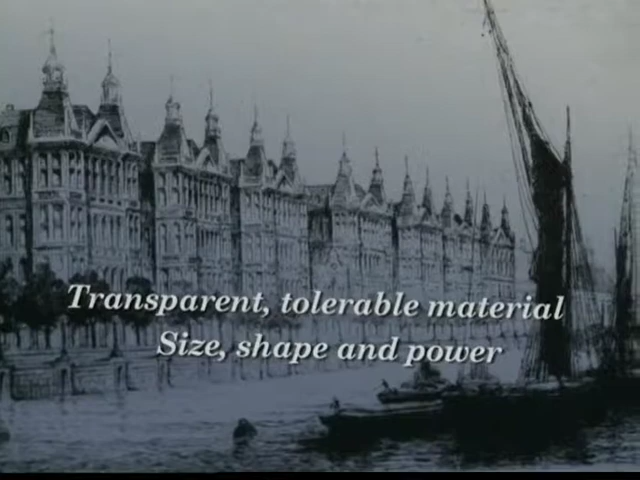 Transparent, tolerable material
Size, shape and power